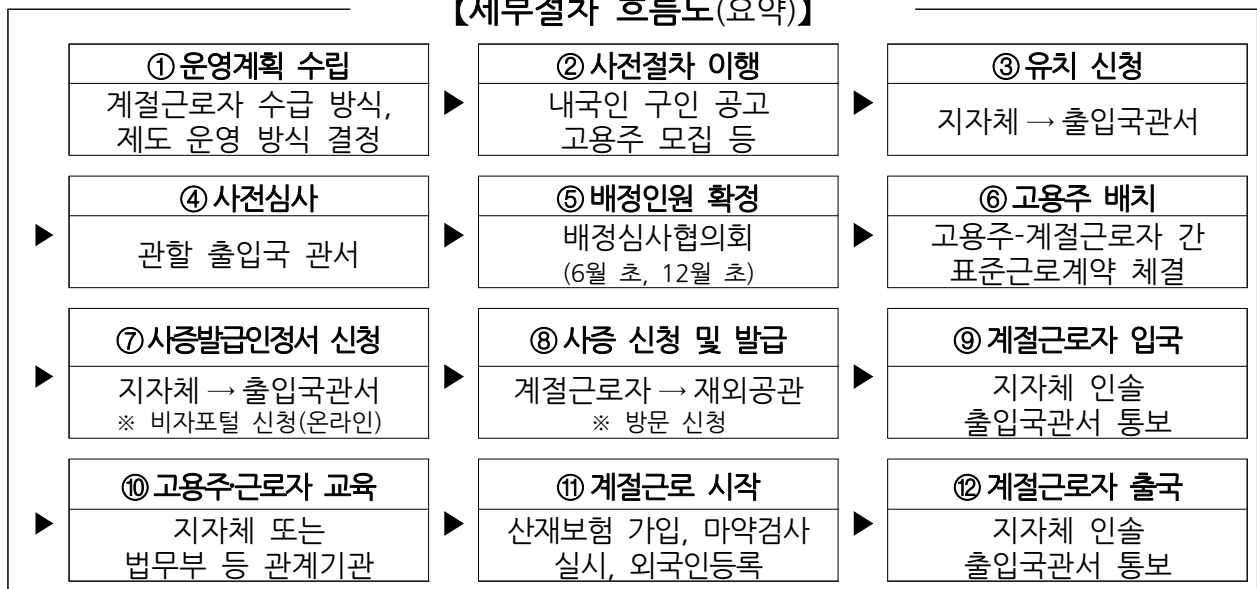 【세부절차 흐름도(요약)】
① 운영계획 수립
계절근로자 수급 방식,
제도 운영 방식 결정
▶
② 사전절차 이행
내국인 구인 공고
고용주 모집 등
▶
③ 유치 신청
지자체 → 출입국관서
▶
④ 사전심사
관할 출입국 관서
▶
⑤ 배정인원 확정
배정심사협의회
(6월 초, 12월 초)
▶
⑥ 고용주 배치
고용주-계절근로자 간
표준근로계약 체결
▶
⑦ 사증발급인정서 신청
지자체 → 출입국관서
※ 비자포털 신청(온라인)
▶
⑧ 사증 신청 및 발급
계절근로자 → 재외공관
※ 방문 신청
▶
⑨ 계절근로자 입국
지자체 인솔
출입국관서 통보
▶
⑩ 고용주·근로자 교육
지자체 또는
법무부 등 관계기관
▶
⑪ 계절근로 시작
산재보험 가입, 마약검사
실시, 외국인등록
▶
⑫ 계절근로자 출국
지자체 인솔
출입국관서 통보